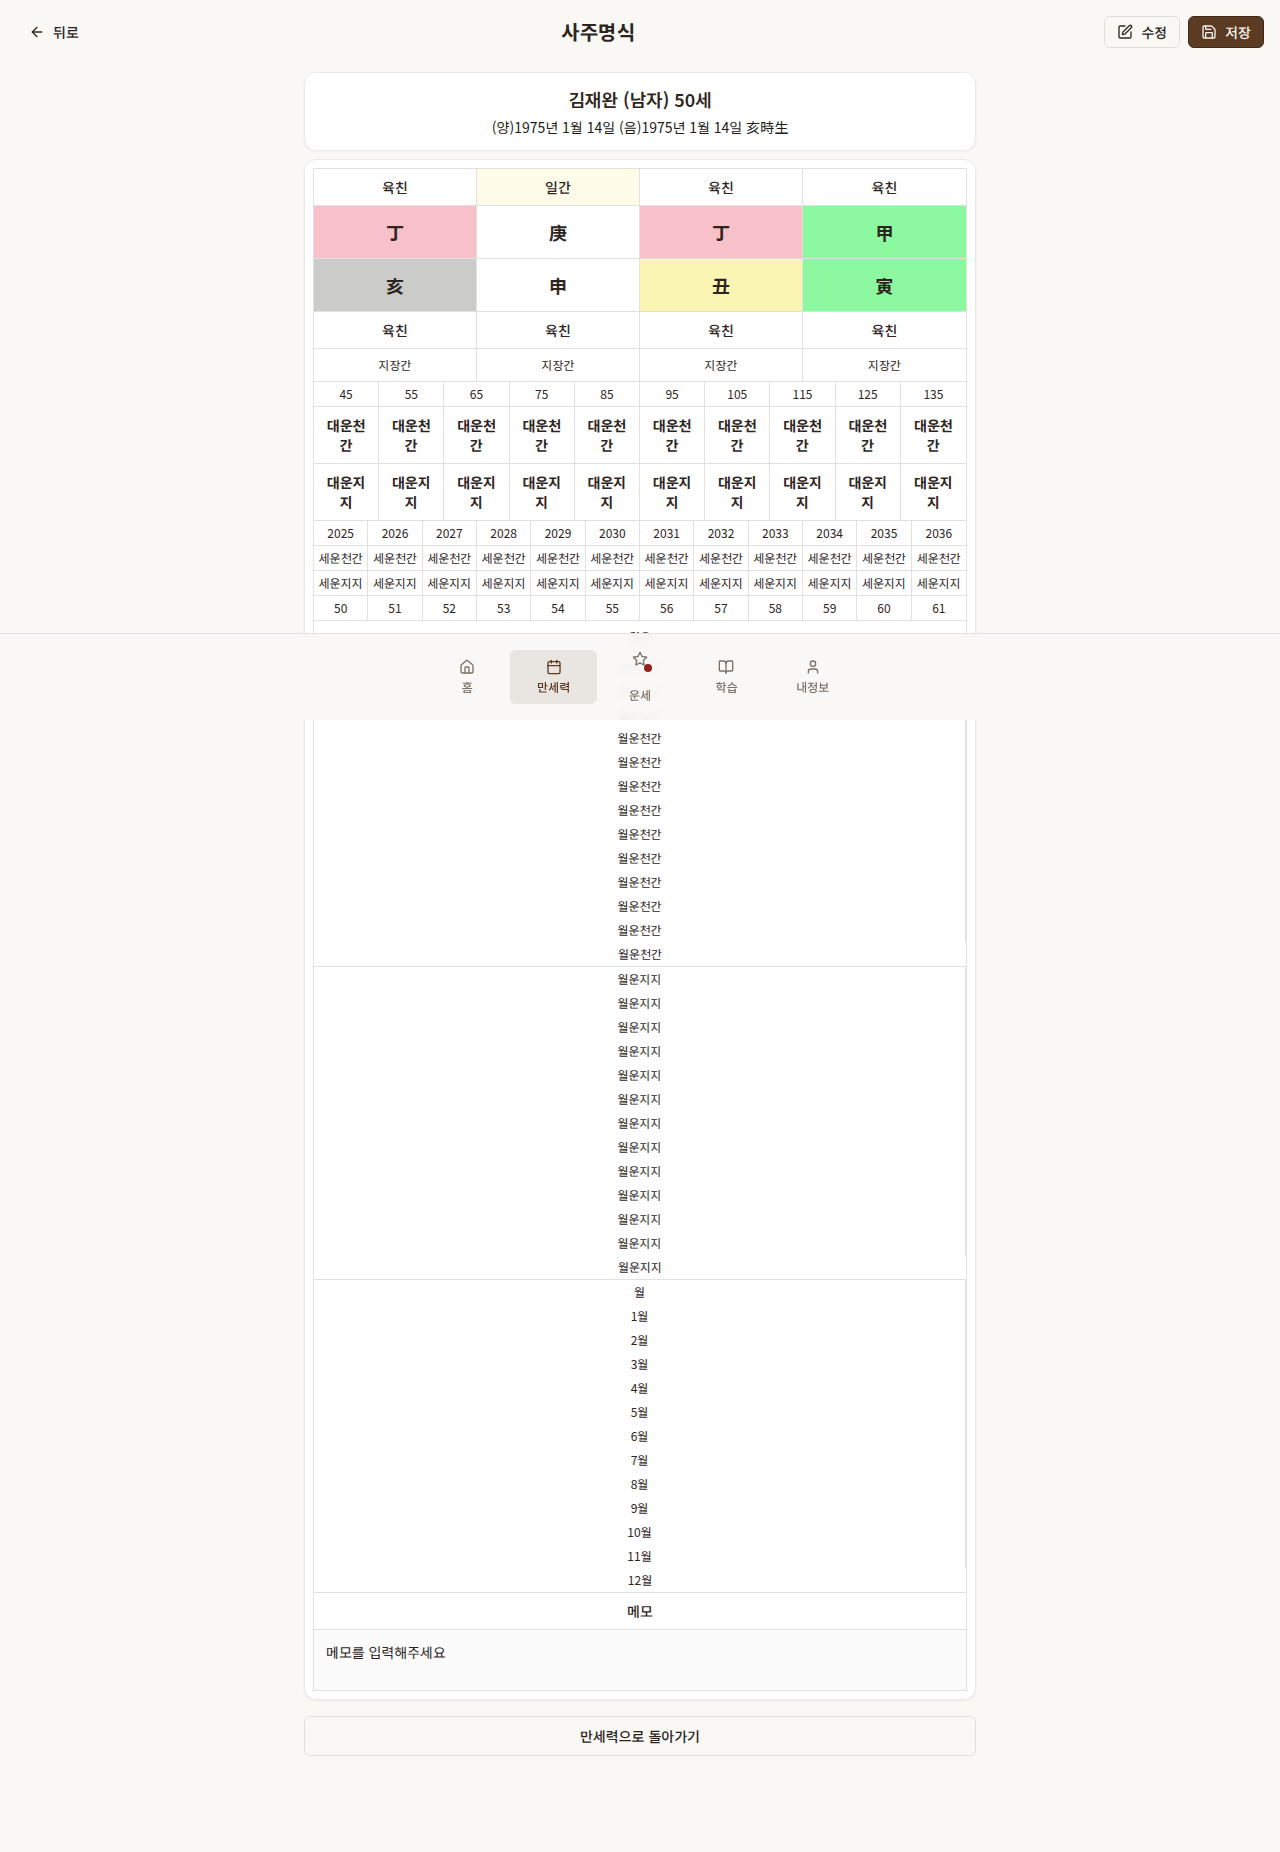 뒤로
사주명식
수정
저장
김재완 (남자) 50세
(양)1975년 1월 14일 (음)1975년 1월 14일 亥時生
육친 일간 육친 육친
丁 庚 丁 甲
亥 申 丑 寅
육친 육친 육친 육친
지장간 지장간 지장간 지장간
45 55 65 75 85 95 105 115 125 135
대운천간 대운천간 대운천간 대운천간 대운천간 대운천간 대운천간 대운천간 대운천간 대운천간
대운지지 대운지지 대운지지 대운지지 대운지지 대운지지 대운지지 대운지지 대운지지 대운지지
2025 2026 2027 2028 2029 2030 2031 2032 2033 2034 2035 2036
세운천간 세운천간 세운천간 세운천간 세운천간 세운천간 세운천간 세운천간 세운천간 세운천간 세운천간 세운천간
세운지지 세운지지 세운지지 세운지지 세운지지 세운지지 세운지지 세운지지 세운지지 세운지지 세운지지 세운지지
50 51 52 53 54 55 56 57 58 59 60 61
홈 만세력 운세 학습 내정보
월운천간
월운천간
월운천간
월운천간
월운천간
월운천간
월운천간
월운천간
월운천간
월운천간
월운지지
월운지지
월운지지
월운지지
월운지지
월운지지
월운지지
월운지지
월운지지
월운지지
월운지지
월운지지
월운지지
월
1월
2월
3월
4월
5월
6월
7월
8월
9월
10월
11월
12월
메모
메모를 입력해주세요
만세력으로 돌아가기